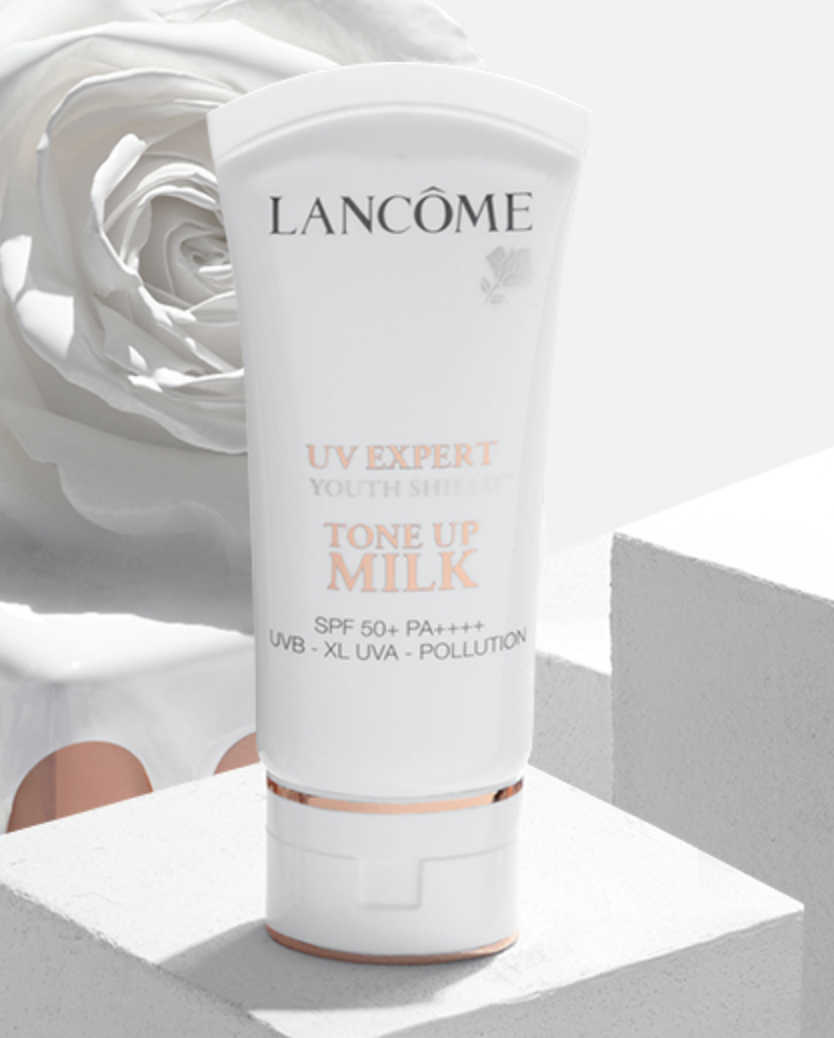 LANCÔME
UV EXPERT
YOUTH SHIELD™
TONE UP
MILK
SPF 50+ PA++++
UVB - XL UVA - POLLUTION